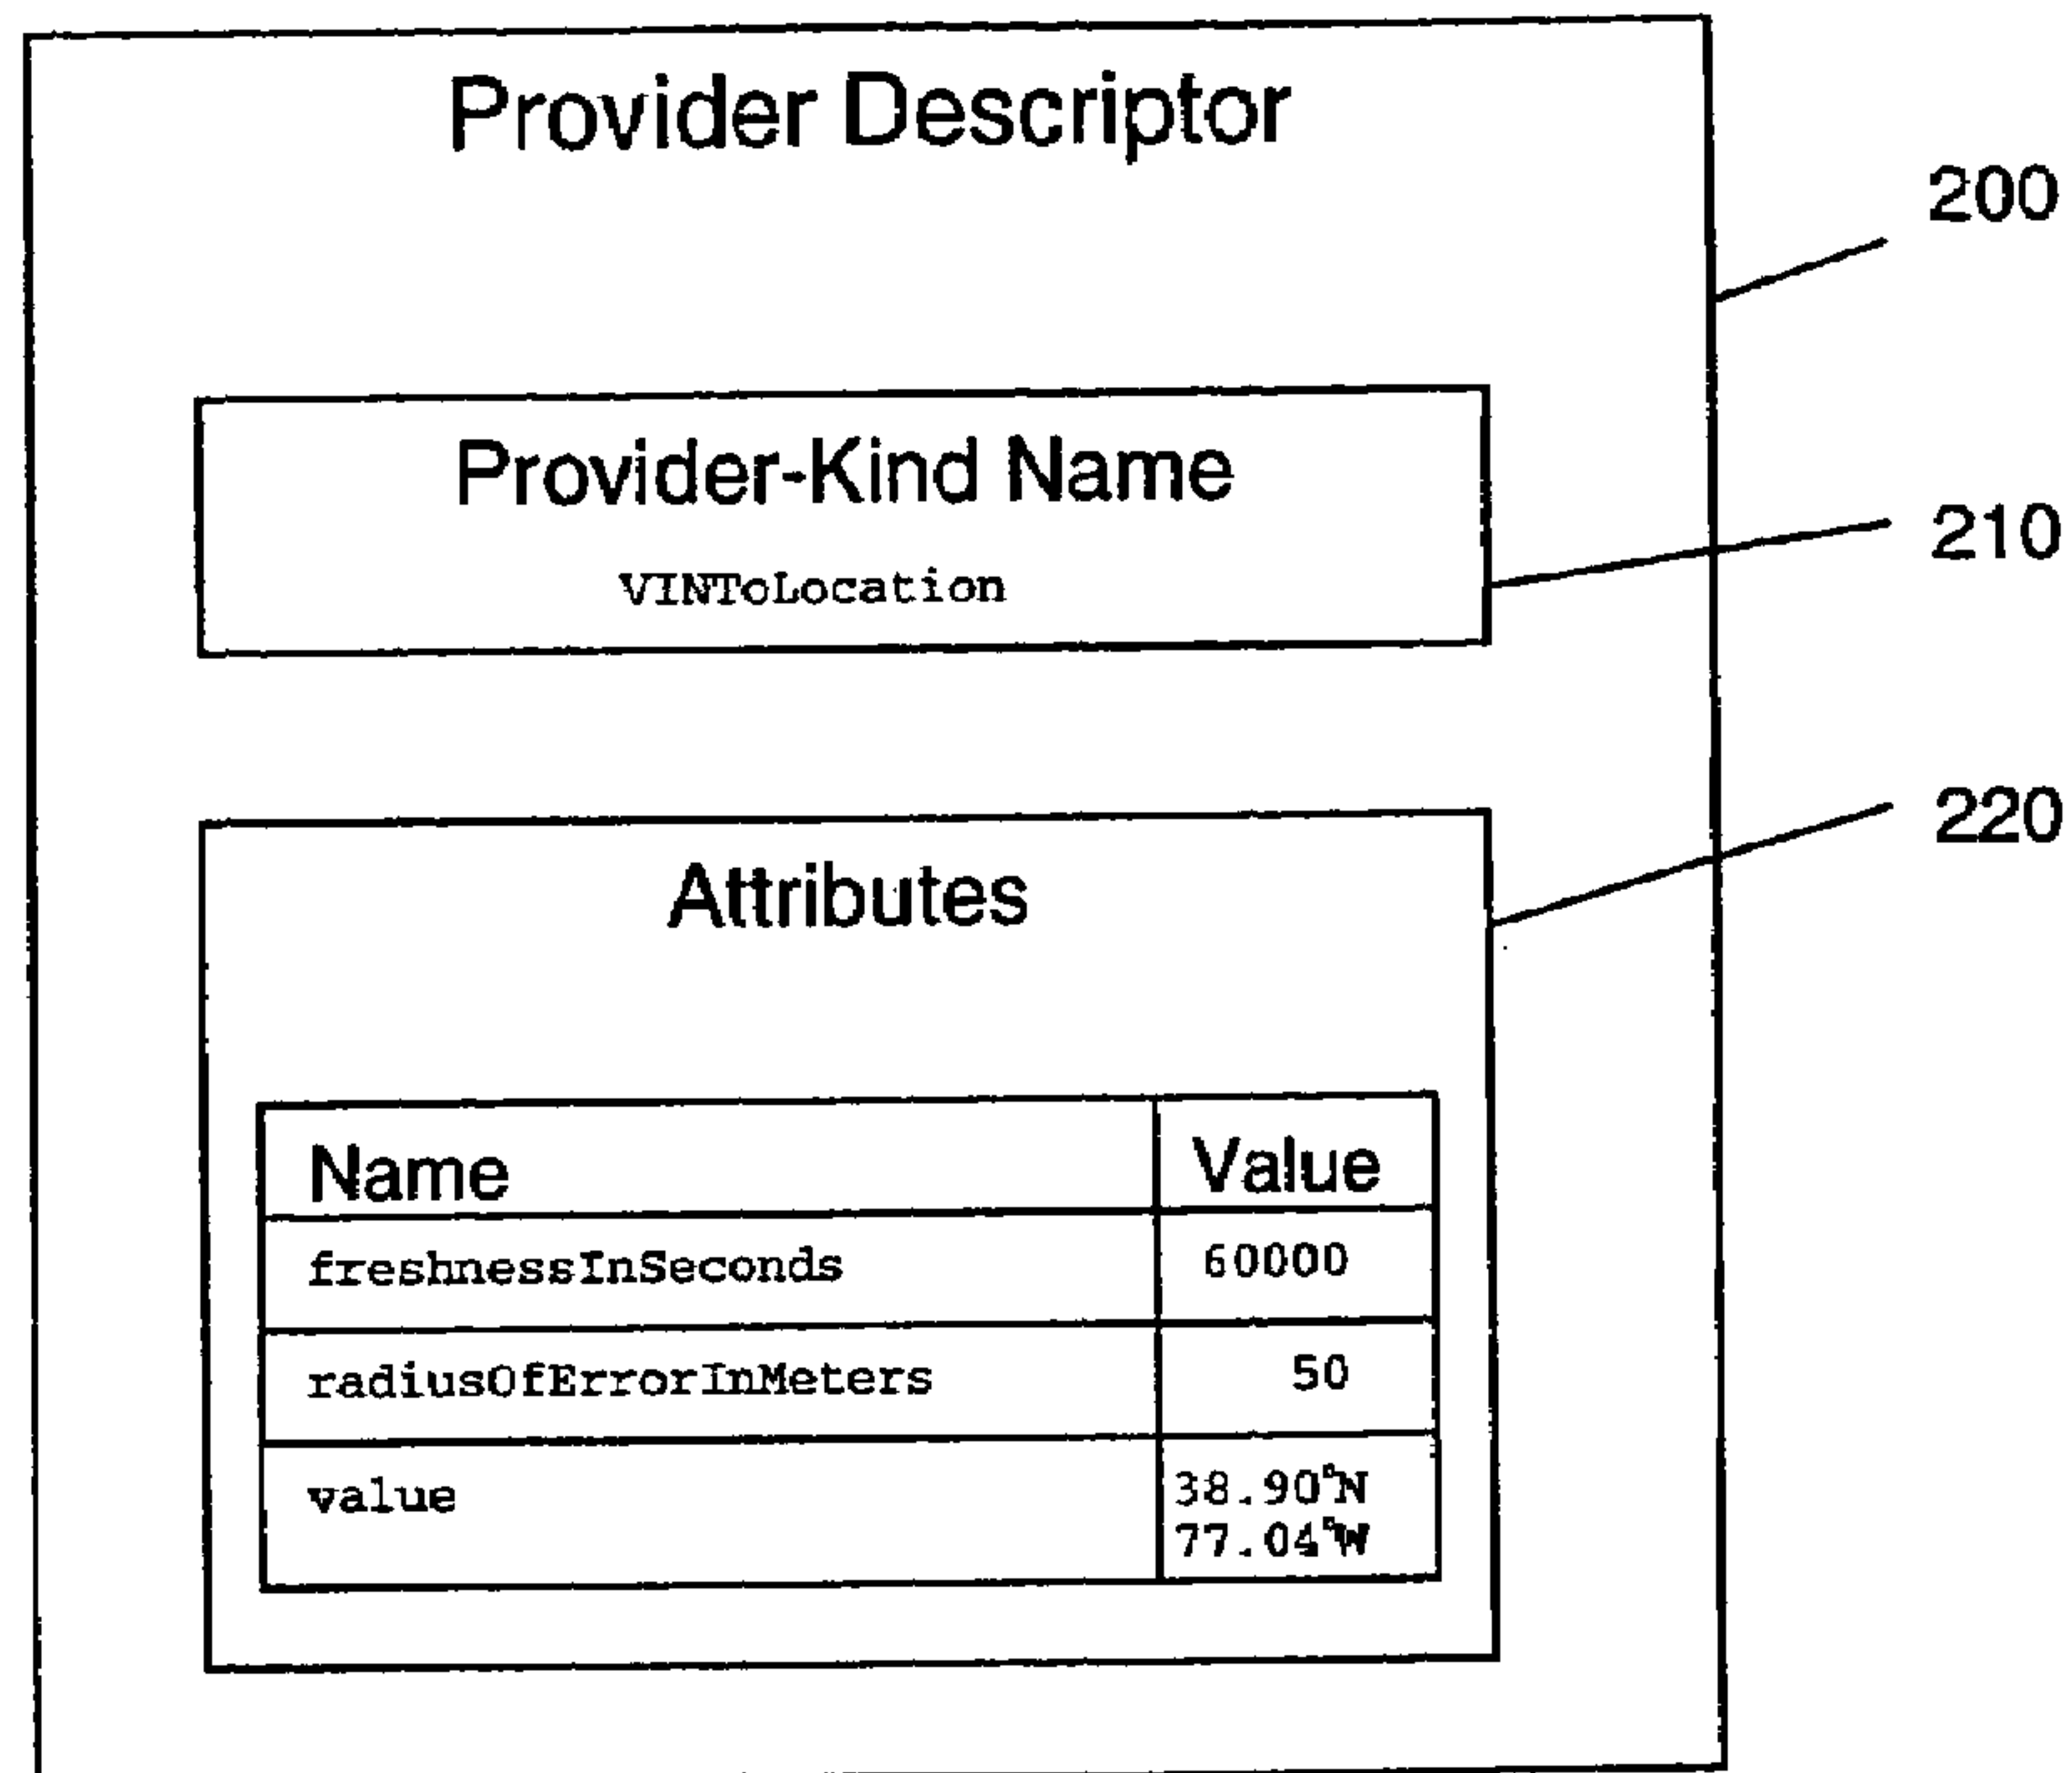 Provider Descriptor
200
Provider-Kind Name
VINToLocation
210
220
Attributes
Name Value
freshnessInSeconds 60000
radiusOfErrorInMeters 50
value 38.90°N
77.04°W